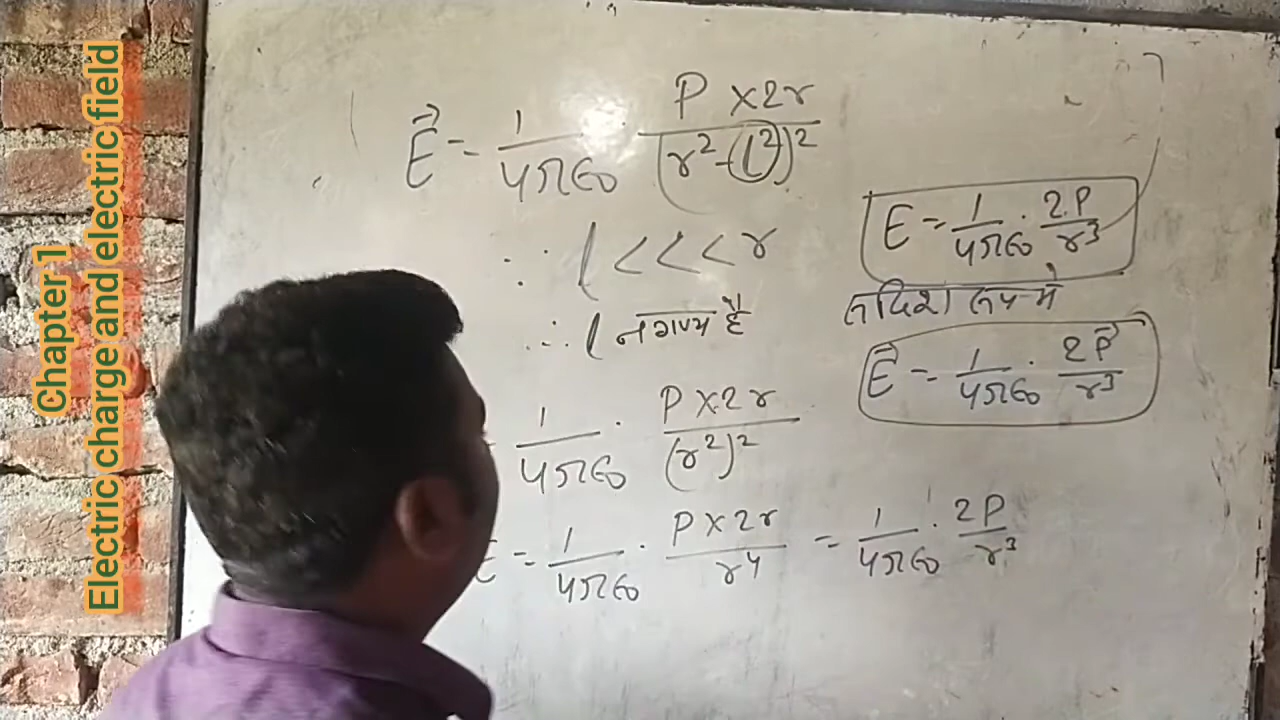 Chapter 1
Electric charge and electric field
E⃗ = 1/4πε₀ · P×2r/(r²-(l²))²
∵ l <<< r
∴ l नगण्य है
= 1/4πε₀ · P×2r/(r²)²
E = 1/4πε₀ · P×2r/r⁴ = 1/4πε₀ · 2P/r³
E = 1/4πε₀ · 2P/r³
E⃗ = 1/4πε₀ · 2P⃗/r³